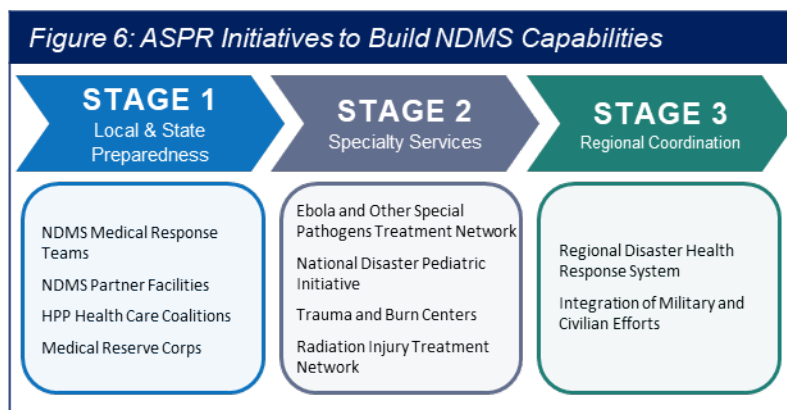 Figure 6: ASPR Initiatives to Build NDMS Capabilities
STAGE 1
Local & State
Preparedness
NDMS Medical Response
Teams
NDMS Partner Facilities
HPP Health Care Coalitions
Medical Reserve Corps
STAGE 2
Specialty Services
Ebola and Other Special
Pathogens Treatment Network
National Disaster Pediatric
Initiative
Trauma and Burn Centers
Radiation Injury Treatment
Network
STAGE 3
Regional Coordination
Regional Disaster Health
Response System
Integration of Military and
Civilian Efforts